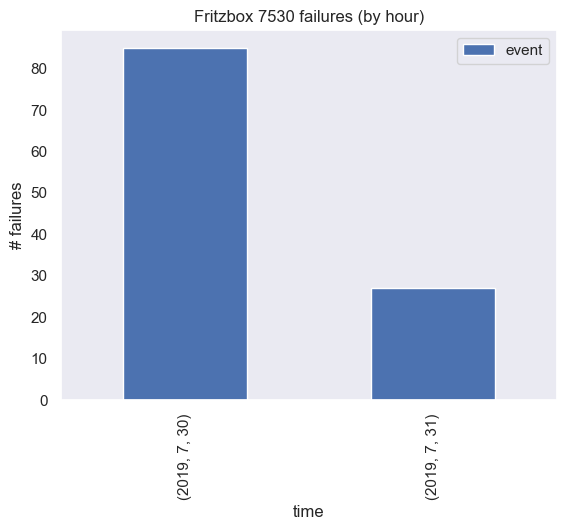 Fritzbox 7530 failures (by hour)
event
# failures
80
70
60
50
40
30
20
10
0
(2019, 7, 30)
(2019, 7, 31)
time